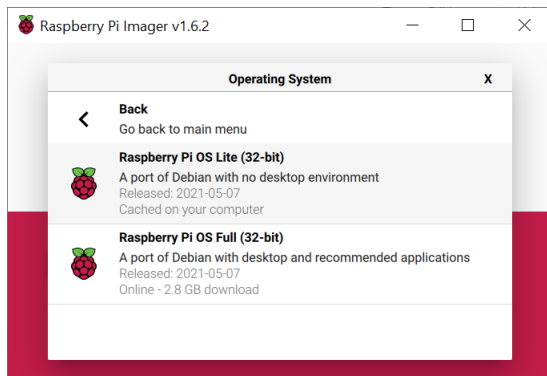 Raspberry Pi Imager v1.6.2
Operating System
X
Back
Go back to main menu
Raspberry Pi OS Lite (32-bit)
A port of Debian with no desktop environment
Released: 2021-05-07
Cached on your computer
Raspberry Pi OS Full (32-bit)
A port of Debian with desktop and recommended applications
Released: 2021-05-07
Online - 2.8 GB download